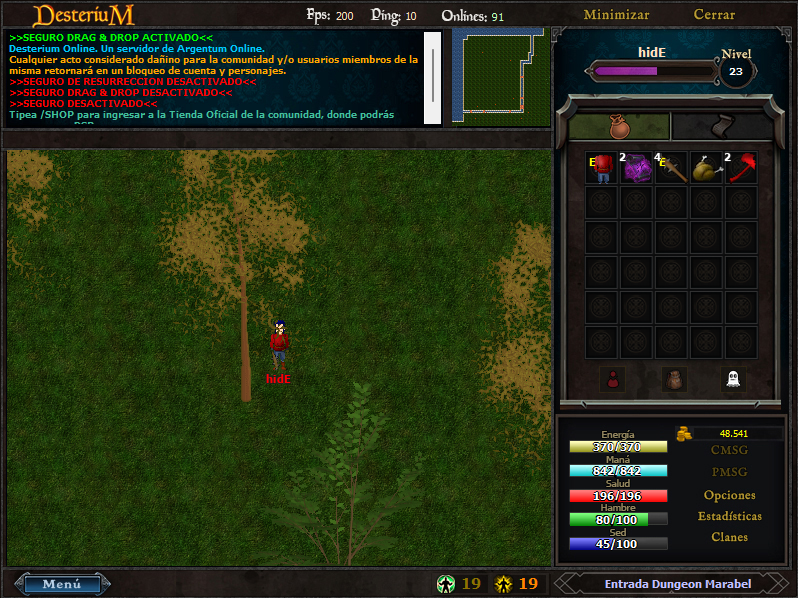 DesteriuM
Fps: 200
Ping: 10
Onlines: 91
Minimizar
Cerrar
>>SEGURO DRAG & DROP ACTIVADO<<
Desterium Online. Un servidor de Argentum Online.
Cualquier acto considerado dañino para la comunidad y/o usuarios miembros de la
misma retornará en un bloqueo de cuenta y personajes.
>>SEGURO DE RESURRECCION DESACTIVADO<<
>>SEGURO DRAG & DROP DESACTIVADO<<
>>SEGURO DESACTIVADO<<
Tipea /SHOP para ingresar a la Tienda Oficial de la comunidad, donde podrás
hidE
Nivel
23
E 2 4 E 2
hidE
Energía
370/370
Maná
842/842
Salud
196/196
Hambre
80/100
Sed
45/100
48.541
CMSG
PMSG
Opciones
Estadísticas
Clanes
Menú
19
19
Entrada Dungeon Marabel